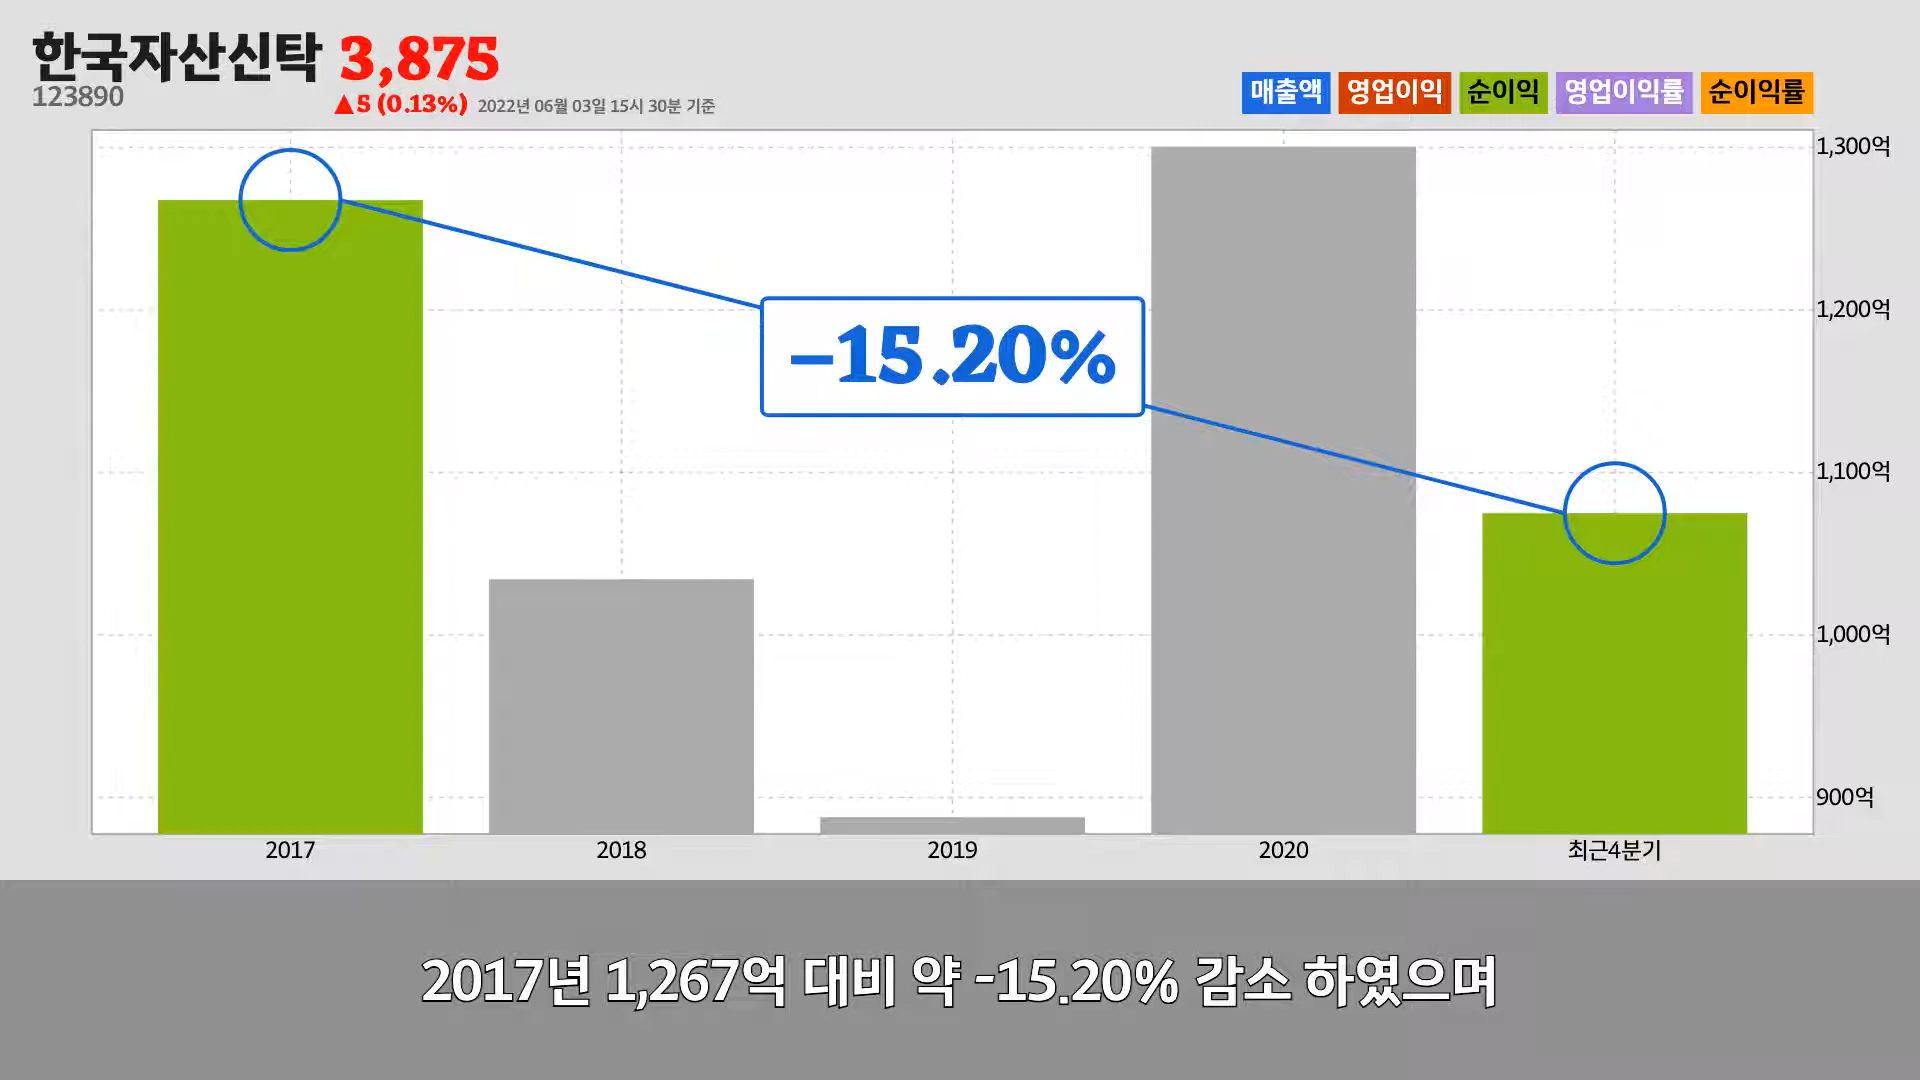 한국자산신탁 3,875
123890
▲5 (0.13%) 2022년 06월 03일 15시 30분 기준
매출액 영업이익 순이익 영업이익률 순이익률
1,300억
1,200억
-15.20%
1,100억
1,000억
900억
2017 2018 2019 2020 최근4분기
2017년 1,267억 대비 약 -15.20% 감소 하였으며